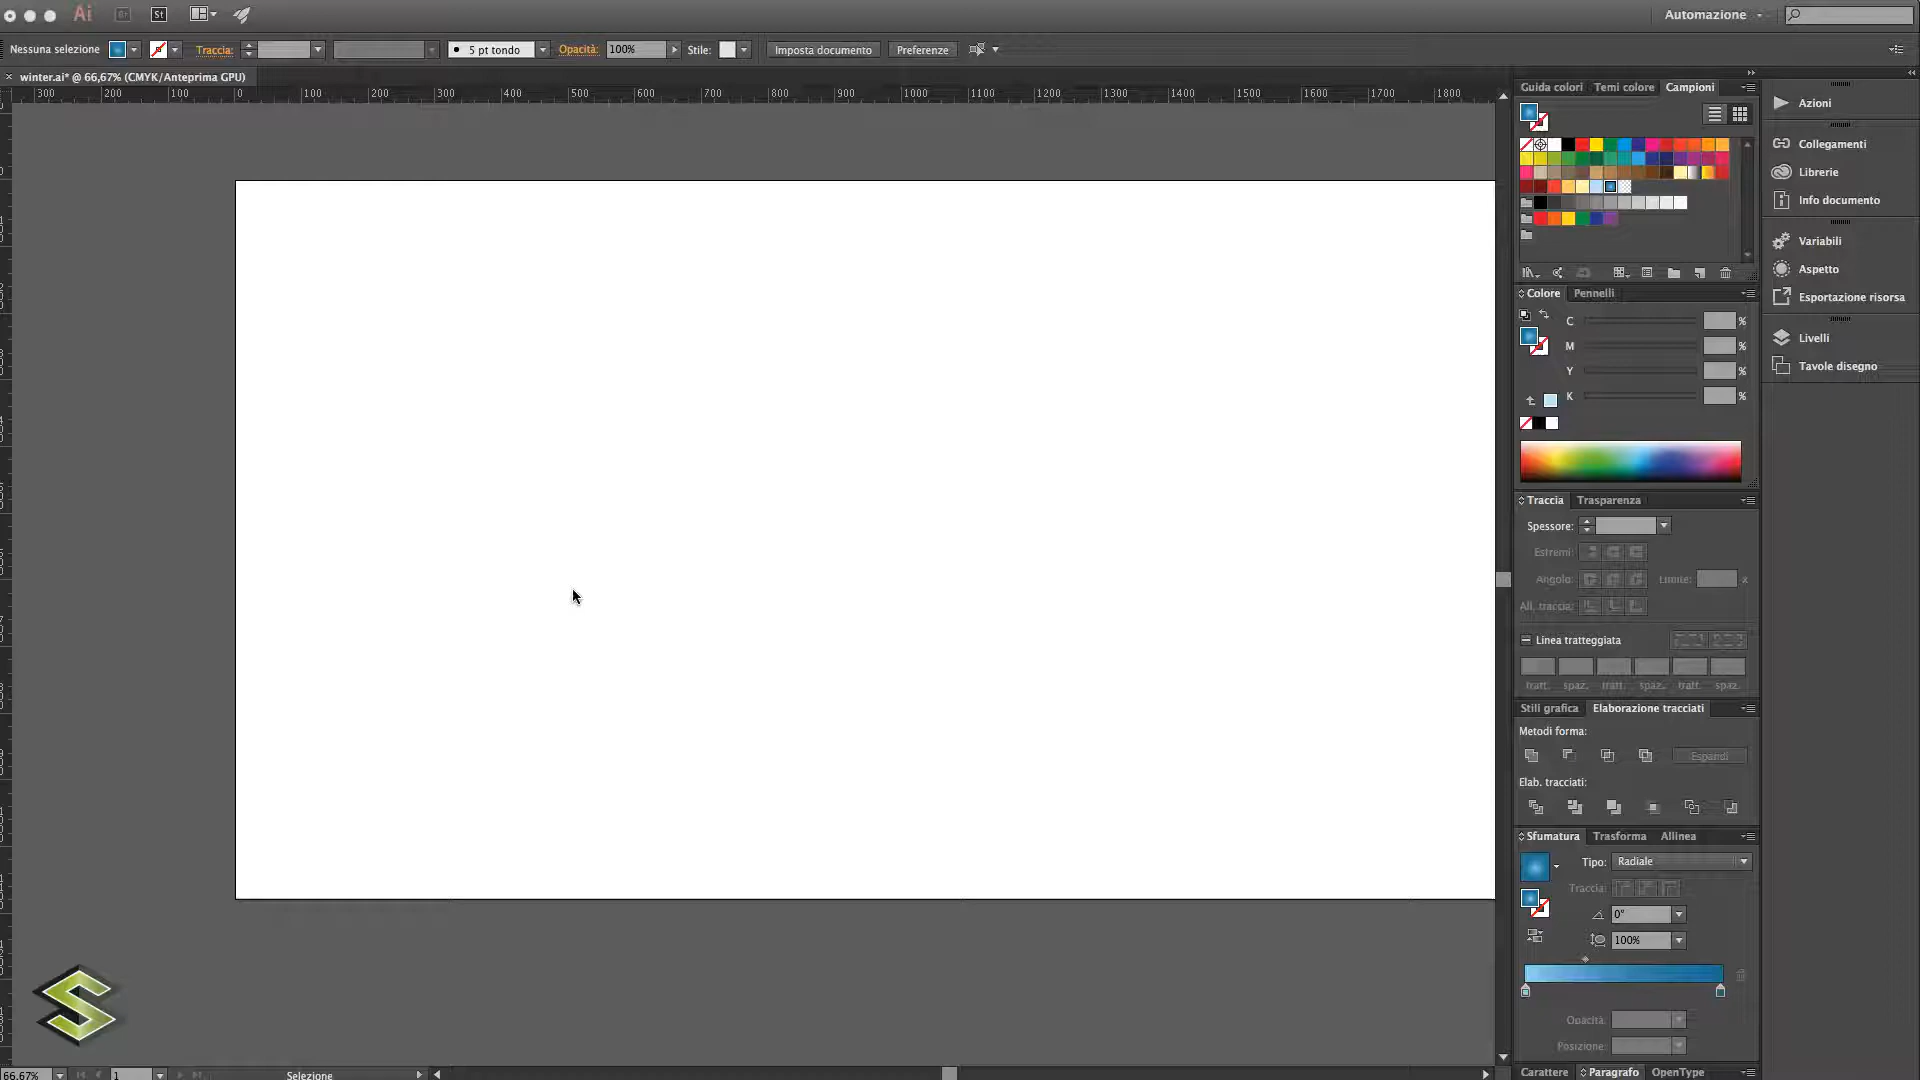 Ai Br St Automazione
Nessuna selezione Traccia: 5 pt tondo Opacità: 100% Stile: Imposta documento Preferenze
× winter.ai* @ 66,67% (CMYK/Anteprima GPU)
300 200 100 0 100 200 300 400 500 600 700 800 900 1000 1100 1200 1300 1400 1500 1600 1700 1800
Guida colori Temi colore Campioni
Azioni
Collegamenti
Librerie
Info documento
Variabili
Aspetto
Esportazione risorsa
Livelli
Tavole disegno
Colore Pennelli
C %
M %
Y %
K %
Traccia Trasparenza
Spessore:
Estremi:
Angolo: Limite: x
All. traccia:
Linea tratteggiata
tratt. spaz. tratt. spaz. tratt. spaz.
Stili grafica Elaborazione tracciati
Metodi forma:
Espandi
Elab. tracciati:
Sfumatura Trasforma Allinea
Tipo: Radiale
Traccia:
0°
100%
Opacità:
Posizione:
Carattere Paragrafo OpenType
66,67% 1 Selezione